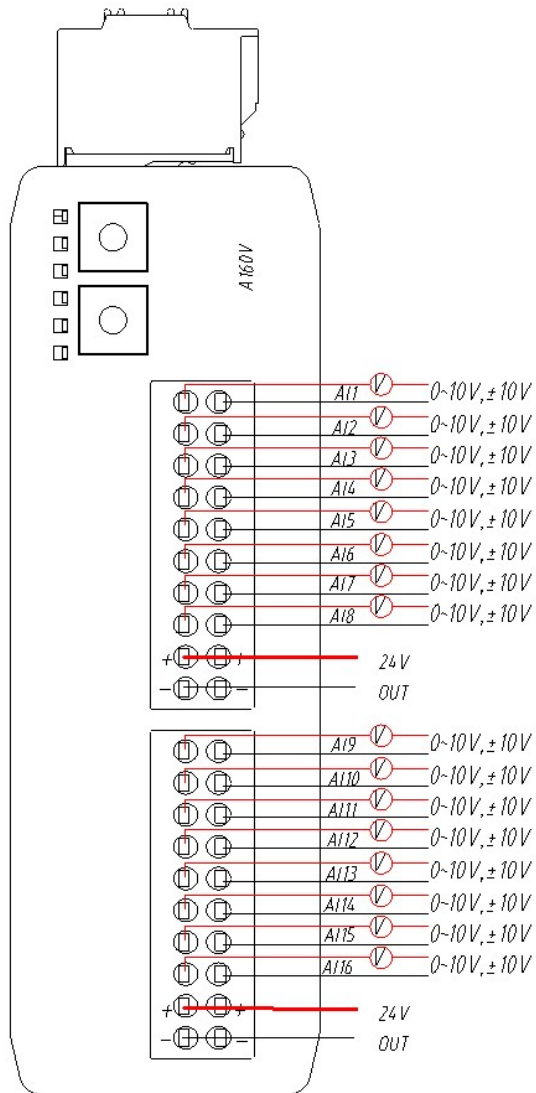 A160V
AI1 0~10V,±10V
AI2 0~10V,±10V
AI3 0~10V,±10V
AI4 0~10V,±10V
AI5 0~10V,±10V
AI6 0~10V,±10V
AI7 0~10V,±10V
AI8 0~10V,±10V
+ + 24V
- - OUT
AI9 0~10V,±10V
AI10 0~10V,±10V
AI11 0~10V,±10V
AI12 0~10V,±10V
AI13 0~10V,±10V
AI14 0~10V,±10V
AI15 0~10V,±10V
AI16 0~10V,±10V
+ + 24V
- - OUT